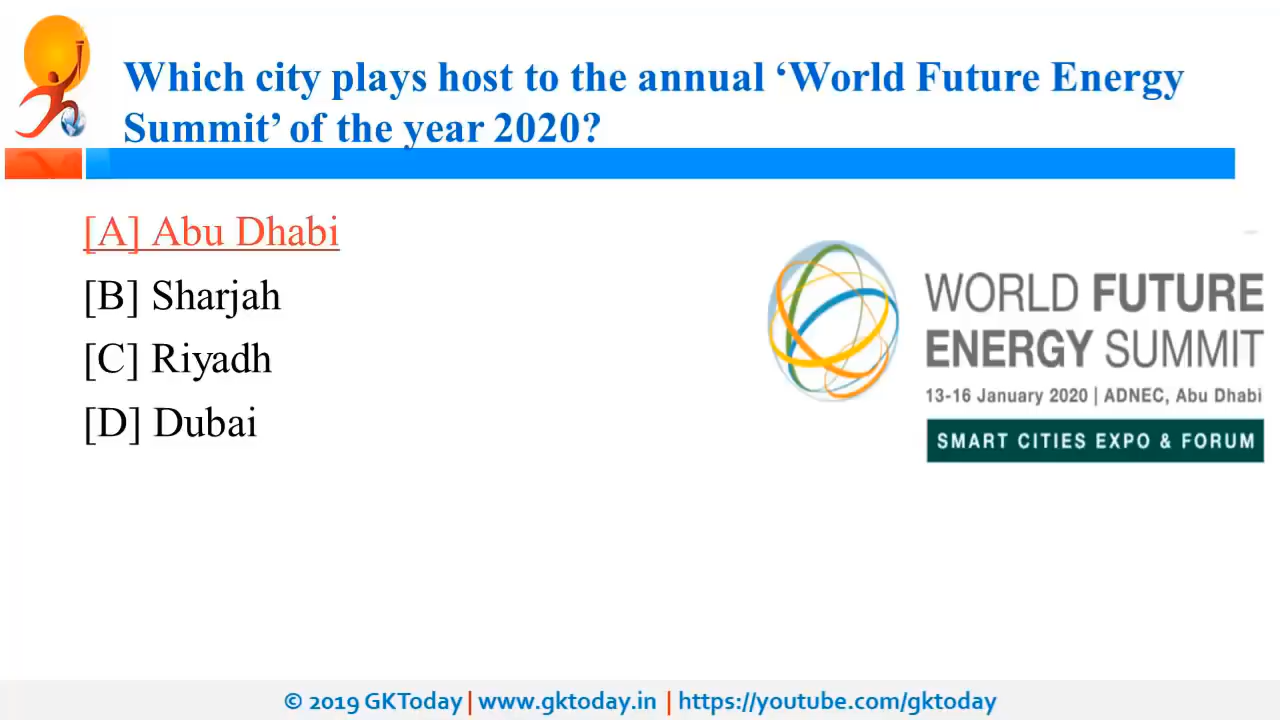 Which city plays host to the annual ‘World Future Energy
Summit’ of the year 2020?
[A] Abu Dhabi
[B] Sharjah
[C] Riyadh
[D] Dubai
WORLD FUTURE
ENERGY SUMMIT
13-16 January 2020 | ADNEC, Abu Dhabi
SMART CITIES EXPO & FORUM
© 2019 GKToday | www.gktoday.in | https://youtube.com/gktoday